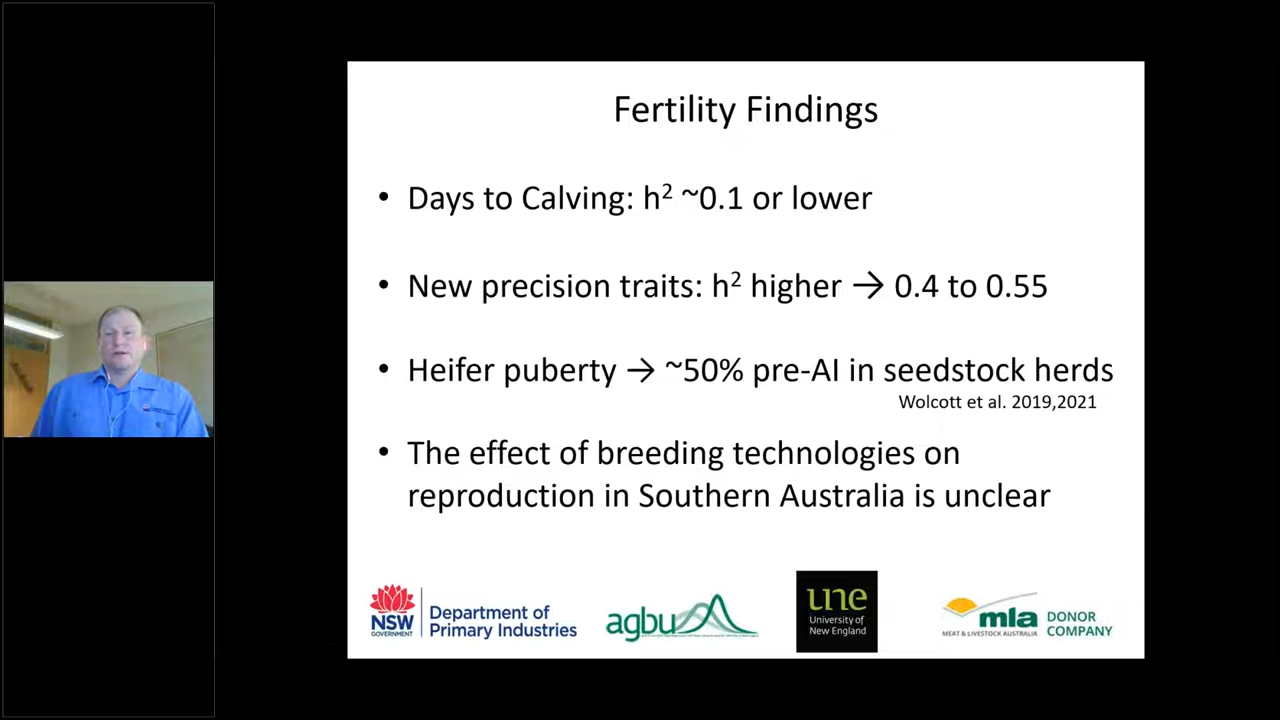 Fertility Findings
• Days to Calving: h² ~0.1 or lower
• New precision traits: h² higher → 0.4 to 0.55
• Heifer puberty → ~50% pre-AI in seedstock herds
Wolcott et al. 2019,2021
• The effect of breeding technologies on
reproduction in Southern Australia is unclear
NSW
GOVERNMENT
Department of
Primary Industries
agbu
une
University of
New England
mla
MEAT & LIVESTOCK AUSTRALIA
DONOR
COMPANY